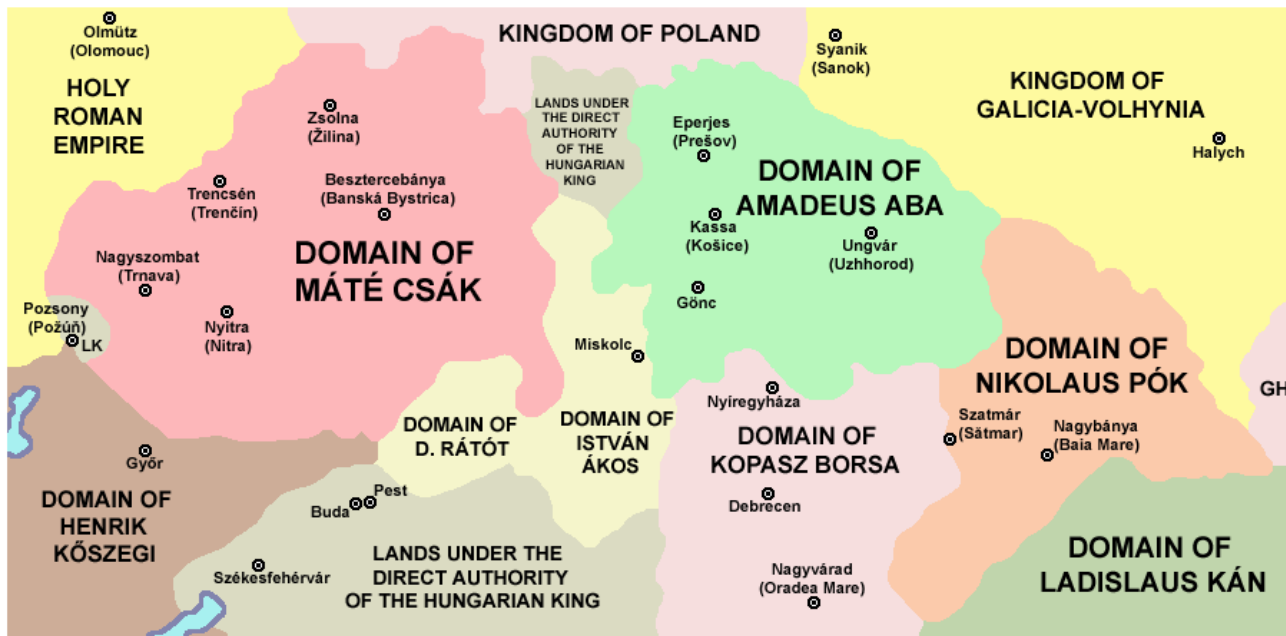 Olmütz
(Olomouc)
HOLY
ROMAN
EMPIRE
KINGDOM OF POLAND
Syanik
(Sanok)
KINGDOM OF
GALICIA-VOLHYNIA
Halych
Zsolna
(Žilina)
LANDS UNDER
THE DIRECT
AUTHORITY
OF THE
HUNGARIAN
KING
Eperjes
(Prešov)
Trencsén
(Trenčín)
Besztercebánya
(Banská Bystrica)
DOMAIN OF
AMADEUS ABA
Kassa
(Košice)
Ungvár
(Uzhhorod)
DOMAIN OF
MÁTÉ CSÁK
Nagyszombat
(Trnava)
Gönc
Pozsony
(Požúň)
LK
Nyitra
(Nitra)
Miskolc
DOMAIN OF
NIKOLAUS PÓK
GH
Nyíregyháza
DOMAIN OF
D. RÁTÓT
DOMAIN OF
ISTVÁN
ÁKOS
DOMAIN OF
KOPASZ BORSA
Szatmár
(Sătmar)
Nagybánya
(Baia Mare)
Győr
DOMAIN OF
HENRIK
KŐSZEGI
Pest
Buda
Debrecen
Székesfehérvár
LANDS UNDER THE
DIRECT AUTHORITY
OF THE HUNGARIAN KING
Nagyvárad
(Oradea Mare)
DOMAIN OF
LADISLAUS KÁN